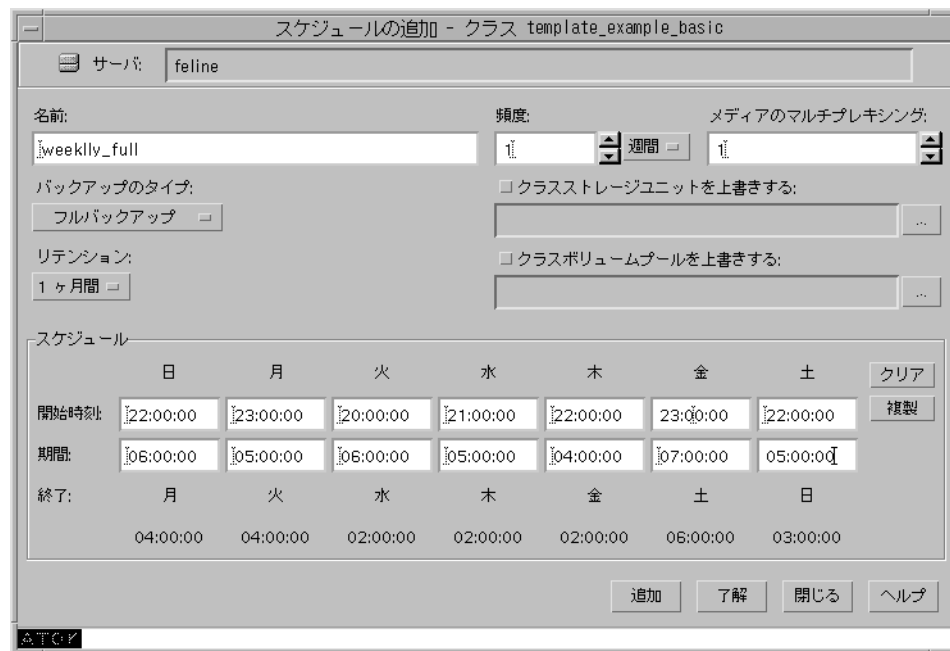 スケジュールの追加 - クラス template_example_basic
サーバ: feline
名前: 頻度: メディアのマルチプレキシング:
weeklly_full 1 週間 1
バックアップのタイプ: クラスストレージユニットを上書きする:
フルバックアップ ...
リテンション: クラスボリュームプールを上書きする:
1 ヶ月間 ...
スケジュール
日 月 火 水 木 金 土 クリア
開始時刻: 22:00:00 23:00:00 20:00:00 21:00:00 22:00:00 23:00:00 22:00:00 複製
期間: 06:00:00 05:00:00 06:00:00 05:00:00 04:00:00 07:00:00 05:00:00
終了: 月 火 水 木 金 土 日
04:00:00 04:00:00 02:00:00 02:00:00 02:00:00 06:00:00 03:00:00
追加 了解 閉じる ヘルプ
ATOK